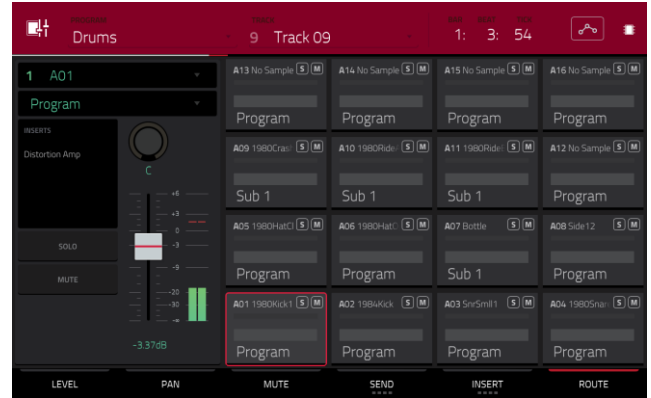 PROGRAM
Drums
TRACK
9 Track 09
BAR BEAT TICK
1: 3: 54
1 A01
Program
INSERTS
Distortion Amp
C
+6
+3
0
-3
-9
-20
-30
-∞
SOLO
MUTE
-3.37dB
A13 No Sample S M
Program
A14 No Sample S M
Program
A15 No Sample S M
Program
A16 No Sample S M
Program
A09 1980Cras S M
Sub 1
A10 1980Ride S M
Sub 1
A11 1980Ride S M
Sub 1
A12 No Sample S M
Program
A05 1980HatCl S M
Program
A06 1980HatC S M
Program
A07 Bottle S M
Sub 1
A08 Side12 S M
Program
A01 1980Kick1 S M
Program
A02 1984Kick S M
Program
A03 SnrSmll1 S M
Program
A04 1980Snar S M
Program
LEVEL
PAN
MUTE
SEND
INSERT
ROUTE